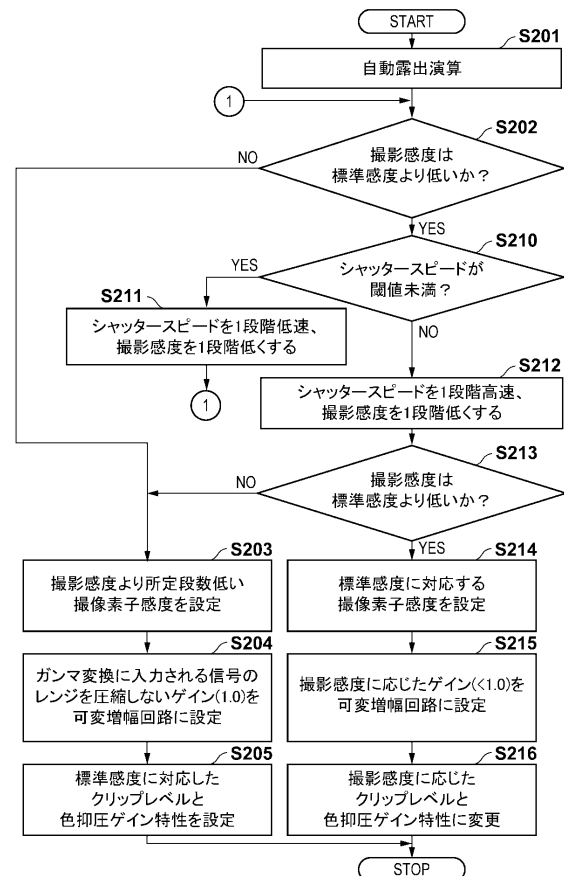 START
S201
自動露出演算
1
S202
撮影感度は
標準感度より低いか？
NO
YES
S210
シャッタースピードが
閾値未満？
YES
NO
S211
シャッタースピードを1段階低速、
撮影感度を1段階低くする
1
S212
シャッタースピードを1段階高速、
撮影感度を1段階低くする
S213
撮影感度は
標準感度より低いか？
NO
YES
S203
撮影感度より所定段数低い
撮像素子感度を設定
S214
標準感度に対応する
撮像素子感度を設定
S204
ガンマ変換に入力される信号の
レンジを圧縮しないゲイン(1.0)を
可変増幅回路に設定
S215
撮影感度に応じたゲイン(<1.0)を
可変増幅回路に設定
S205
標準感度に対応した
クリップレベルと
色抑圧ゲイン特性を設定
S216
撮影感度に応じた
クリップレベルと
色抑圧ゲイン特性に変更
STOP